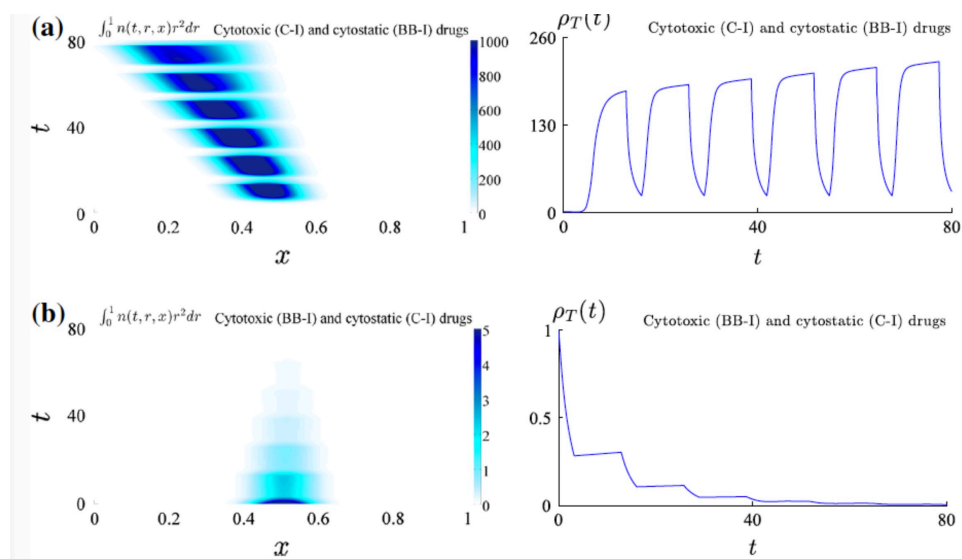 (a) ∫₀¹ n(t, r, x)r²dr Cytotoxic (C-I) and cytostatic (BB-I) drugs
80
40
0
t
0 0.2 0.4 0.6 0.8 1
x
1000
800
600
400
200
0
ρ_T(t)
Cytotoxic (C-I) and cytostatic (BB-I) drugs
260
130
0
0 40 80
t
(b) ∫₀¹ n(t, r, x)r²dr Cytotoxic (BB-I) and cytostatic (C-I) drugs
80
40
0
t
0 0.2 0.4 0.6 0.8 1
x
5
4
3
2
1
0
ρ_T(t)
Cytotoxic (BB-I) and cytostatic (C-I) drugs
1
0.5
0
0 40 80
t